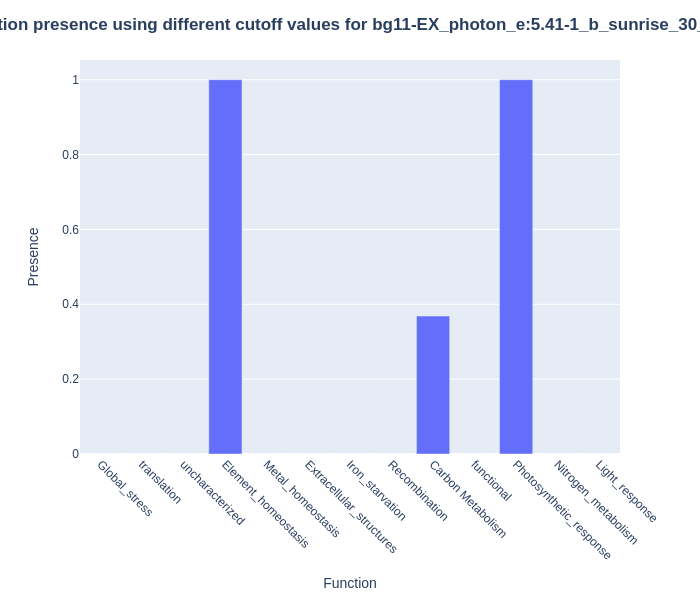 tion presence using different cutoff values for bg11-EX_photon_e:5.41-1_b_sunrise_30_
1
0.8
0.6
0.4
0.2
0
Presence
Global_stress
translation
uncharacterized
Element_homeostasis
Metal_homeostasis
Extracellular_structures
Iron_starvation
Recombination
Carbon Metabolism
functional
Photosynthetic_response
Nitrogen_metabolism
Light_response
Function